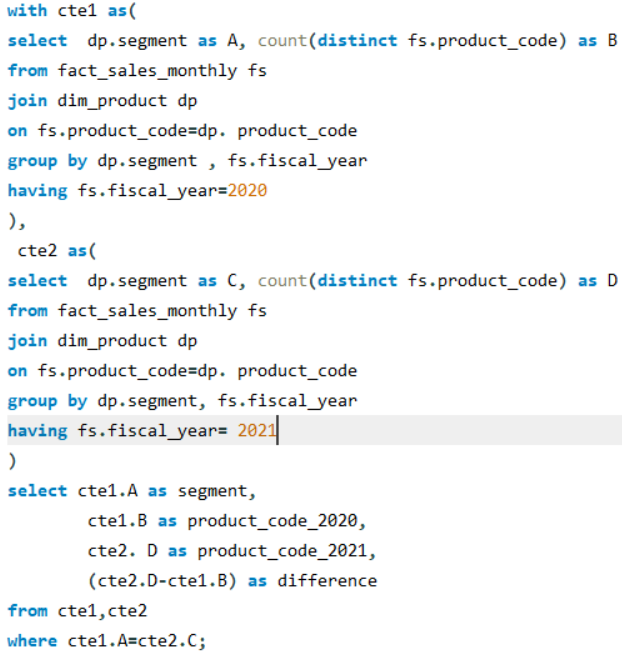 with cte1 as(
select  dp.segment as A, count(distinct fs.product_code) as B
from fact_sales_monthly fs
join dim_product dp
on fs.product_code=dp. product_code
group by dp.segment , fs.fiscal_year
having fs.fiscal_year=2020
),
 cte2 as(
select  dp.segment as C, count(distinct fs.product_code) as D
from fact_sales_monthly fs
join dim_product dp
on fs.product_code=dp. product_code
group by dp.segment, fs.fiscal_year
having fs.fiscal_year= 2021
)
select cte1.A as segment,
        cte1.B as product_code_2020,
        cte2. D as product_code_2021,
        (cte2.D-cte1.B) as difference
from cte1,cte2
where cte1.A=cte2.C;